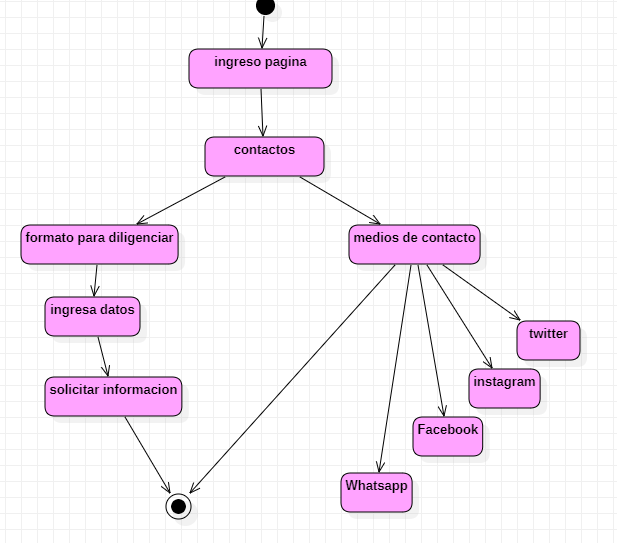 ingreso pagina
contactos
formato para diligenciar
medios de contacto
ingresa datos
twitter
solicitar informacion
instagram
Facebook
Whatsapp